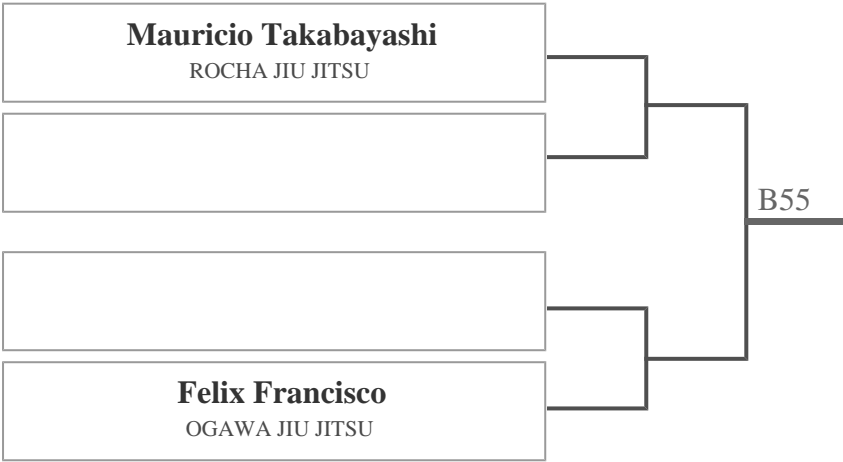 Mauricio Takabayashi
ROCHA JIU JITSU
B55
Felix Francisco
OGAWA JIU JITSU